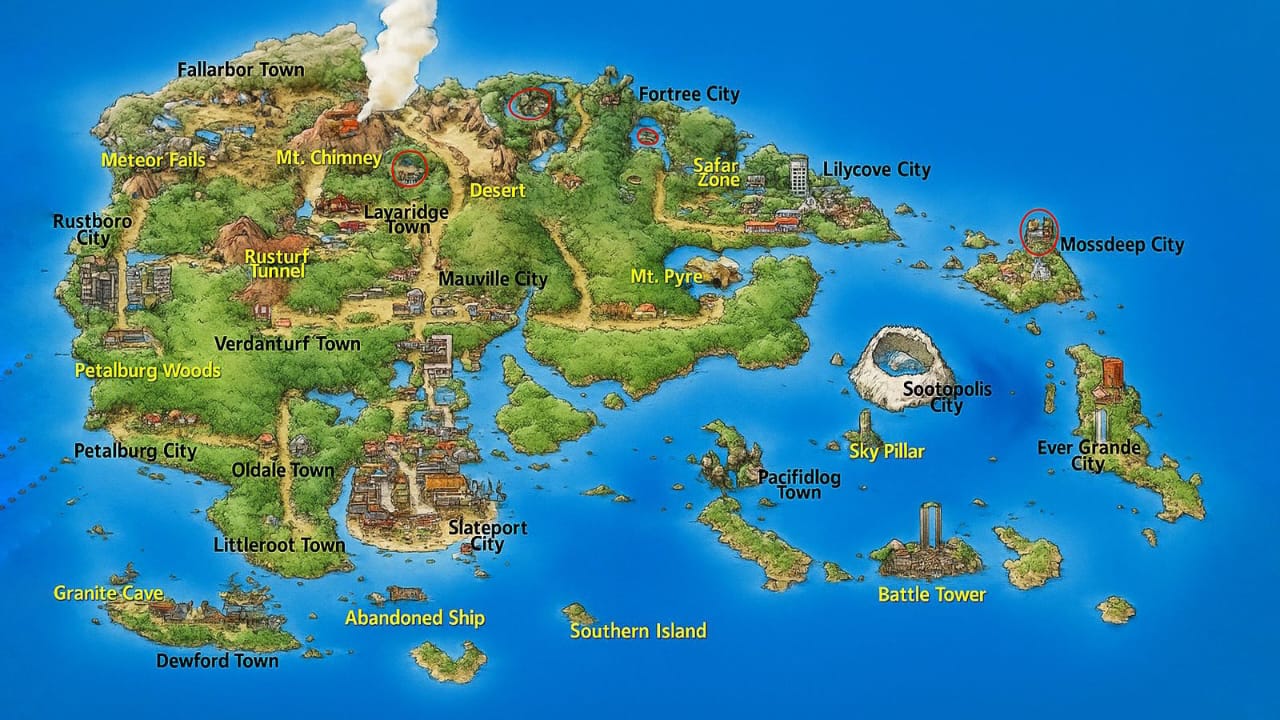 Fallarbor Town
Fortree City
Meteor Fails
Mt. Chimney
Desert
Safar
Zone
Lilycove City
Rustboro
City
Lavaridge
Town
Mossdeep City
Rusturf
Tunnel
Mauville City
Mt. Pyre
Verdanturf Town
Petalburg Woods
Sootopolis
City
Petalburg City
Oldale Town
Sky Pillar
Ever Grande
City
Pacifidlog
Town
Slateport
City
Littleroot Town
Granite Cave
Abandoned Ship
Battle Tower
Southern Island
Dewford Town